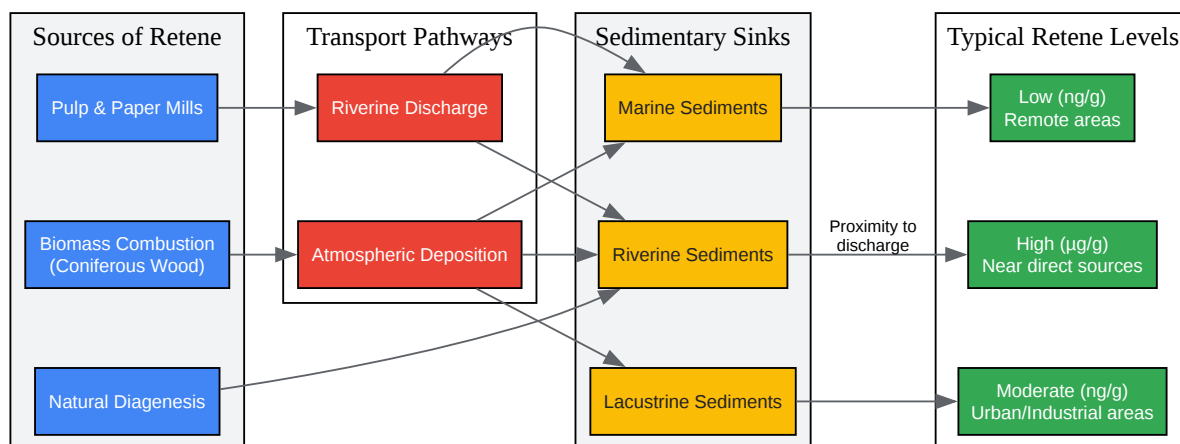 Sources of Retene
Transport Pathways
Sedimentary Sinks
Typical Retene Levels
Pulp & Paper Mills
Riverine Discharge
Marine Sediments
Low (ng/g)
Remote areas
Biomass Combustion
(Coniferous Wood)
Atmospheric Deposition
Riverine Sediments
Proximity to
discharge
High (µg/g)
Near direct sources
Natural Diagenesis
Lacustrine Sediments
Moderate (ng/g)
Urban/Industrial areas